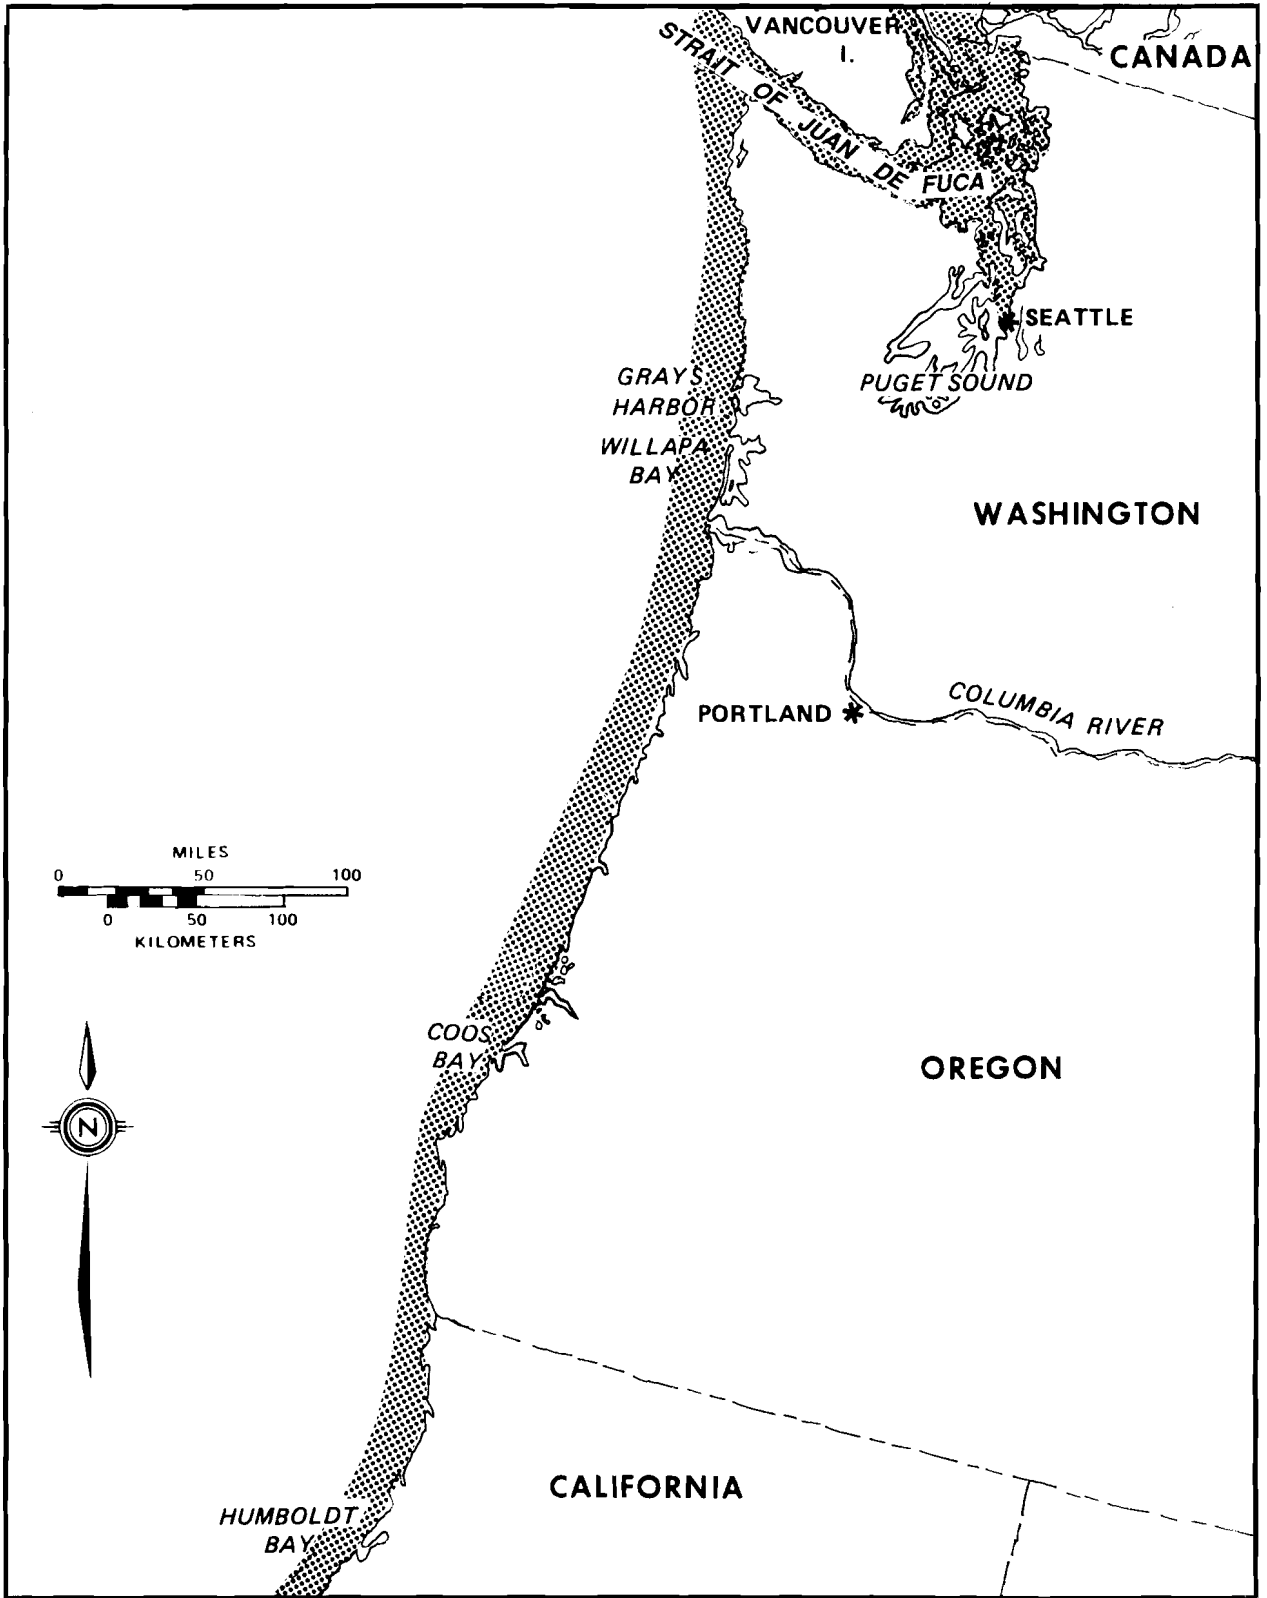 VANCOUVER
I.
CANADA
STRAIT OF JUAN DE FUCA
SEATTLE
PUGET SOUND
GRAYS
HARBOR
WILLAPA
BAY
WASHINGTON
COLUMBIA RIVER
PORTLAND
MILES
0 50 100
0 50 100
KILOMETERS
COOS
BAY
OREGON
N
CALIFORNIA
HUMBOLDT
BAY